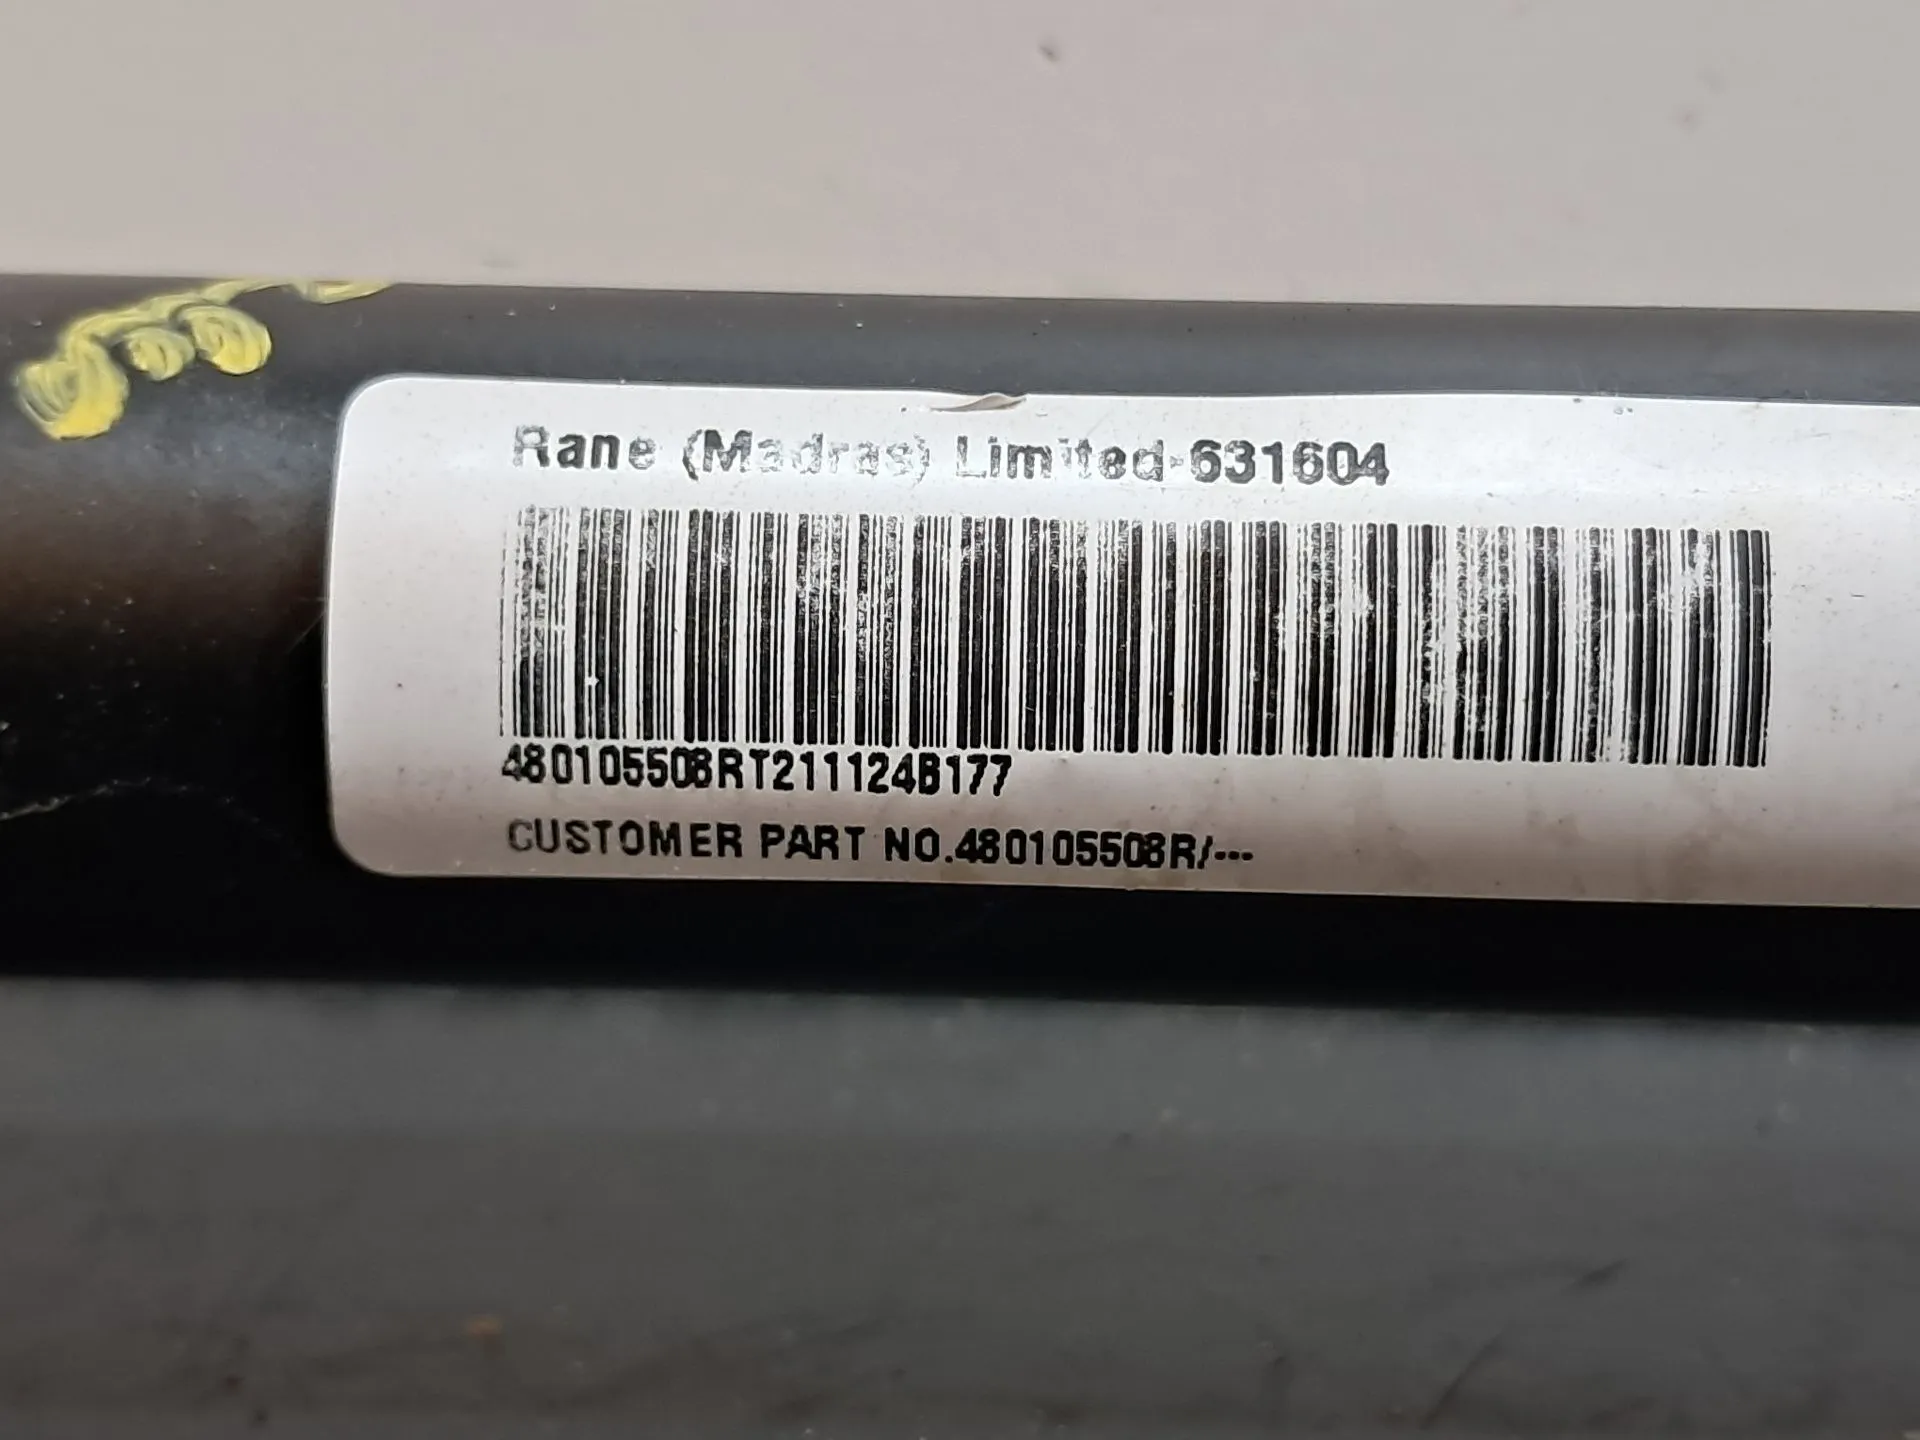 Rane (Madras) Limited-631604
480105508RT211124B177
CUSTOMER PART NO.480105508R/---